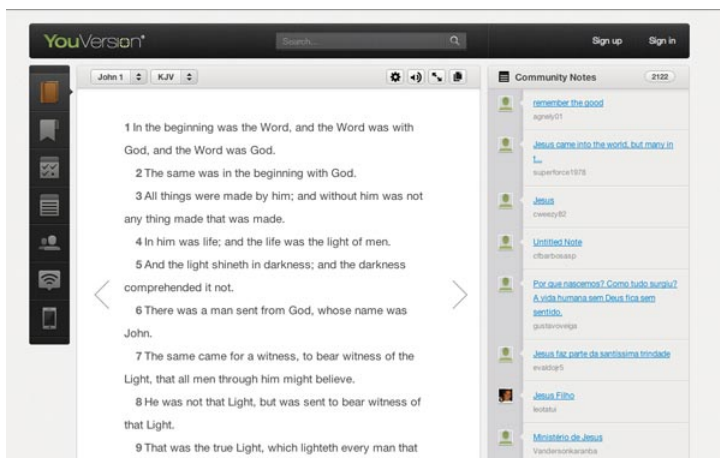 YouVersion
Search...
Sign up
Sign in
John 1
KJV
1 In the beginning was the Word, and the Word was with
God, and the Word was God.
2 The same was in the beginning with God.
3 All things were made by him; and without him was not
any thing made that was made.
4 In him was life; and the life was the light of men.
5 And the light shineth in darkness; and the darkness
comprehended it not.
6 There was a man sent from God, whose name was
John.
7 The same came for a witness, to bear witness of the
Light, that all men through him might believe.
8 He was not that Light, but was sent to bear witness of
that Light.
9 That was the true Light, which lighteth every man that
Community Notes
2122
remember the good
agnely01
Jesus came into the world, but many in
t...
superforce1978
Jesus
cweezy82
Untitled Note
cfbarbosasp
Por que nascemos? Como tudo surgiu?
A vida humana sem Deus fica sem
sentido.
gustavoveiga
Jesus faz parte da santíssima trindade
evaldojr5
Jesus Filho
leotatui
Ministério de Jesus
Vandersonkaranba